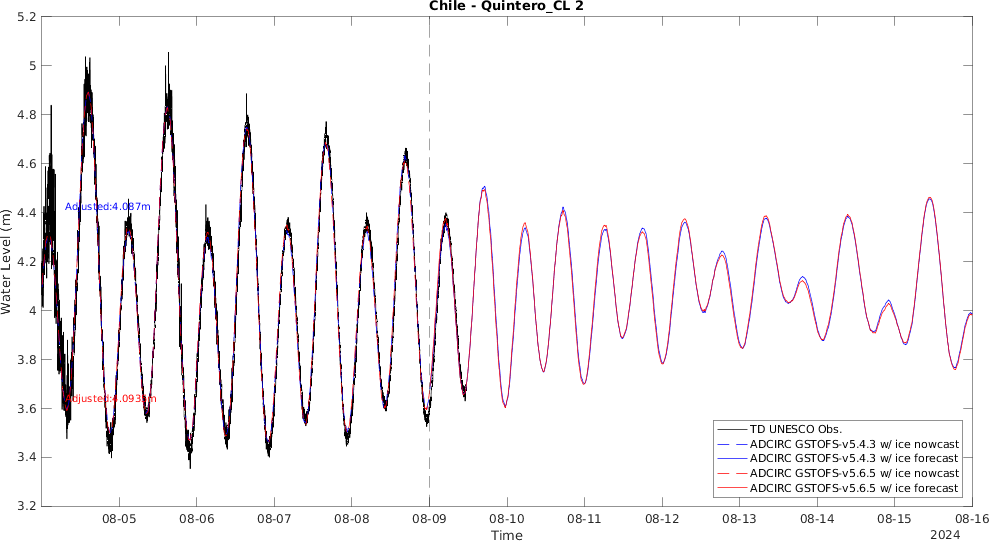 Chile - Quintero_CL 2
Water Level (m)
5.2
5
4.8
4.6
4.4
4.2
4
3.8
3.6
3.4
3.2
Adjusted:4.087m
Adjusted:4.093m
TD UNESCO Obs.
ADCIRC GSTOFS-v5.4.3 w/ ice nowcast
ADCIRC GSTOFS-v5.4.3 w/ ice forecast
ADCIRC GSTOFS-v5.6.5 w/ ice nowcast
ADCIRC GSTOFS-v5.6.5 w/ ice forecast
08-05 08-06 08-07 08-08 08-09 08-10 08-11 08-12 08-13 08-14 08-15 08-16
Time
2024